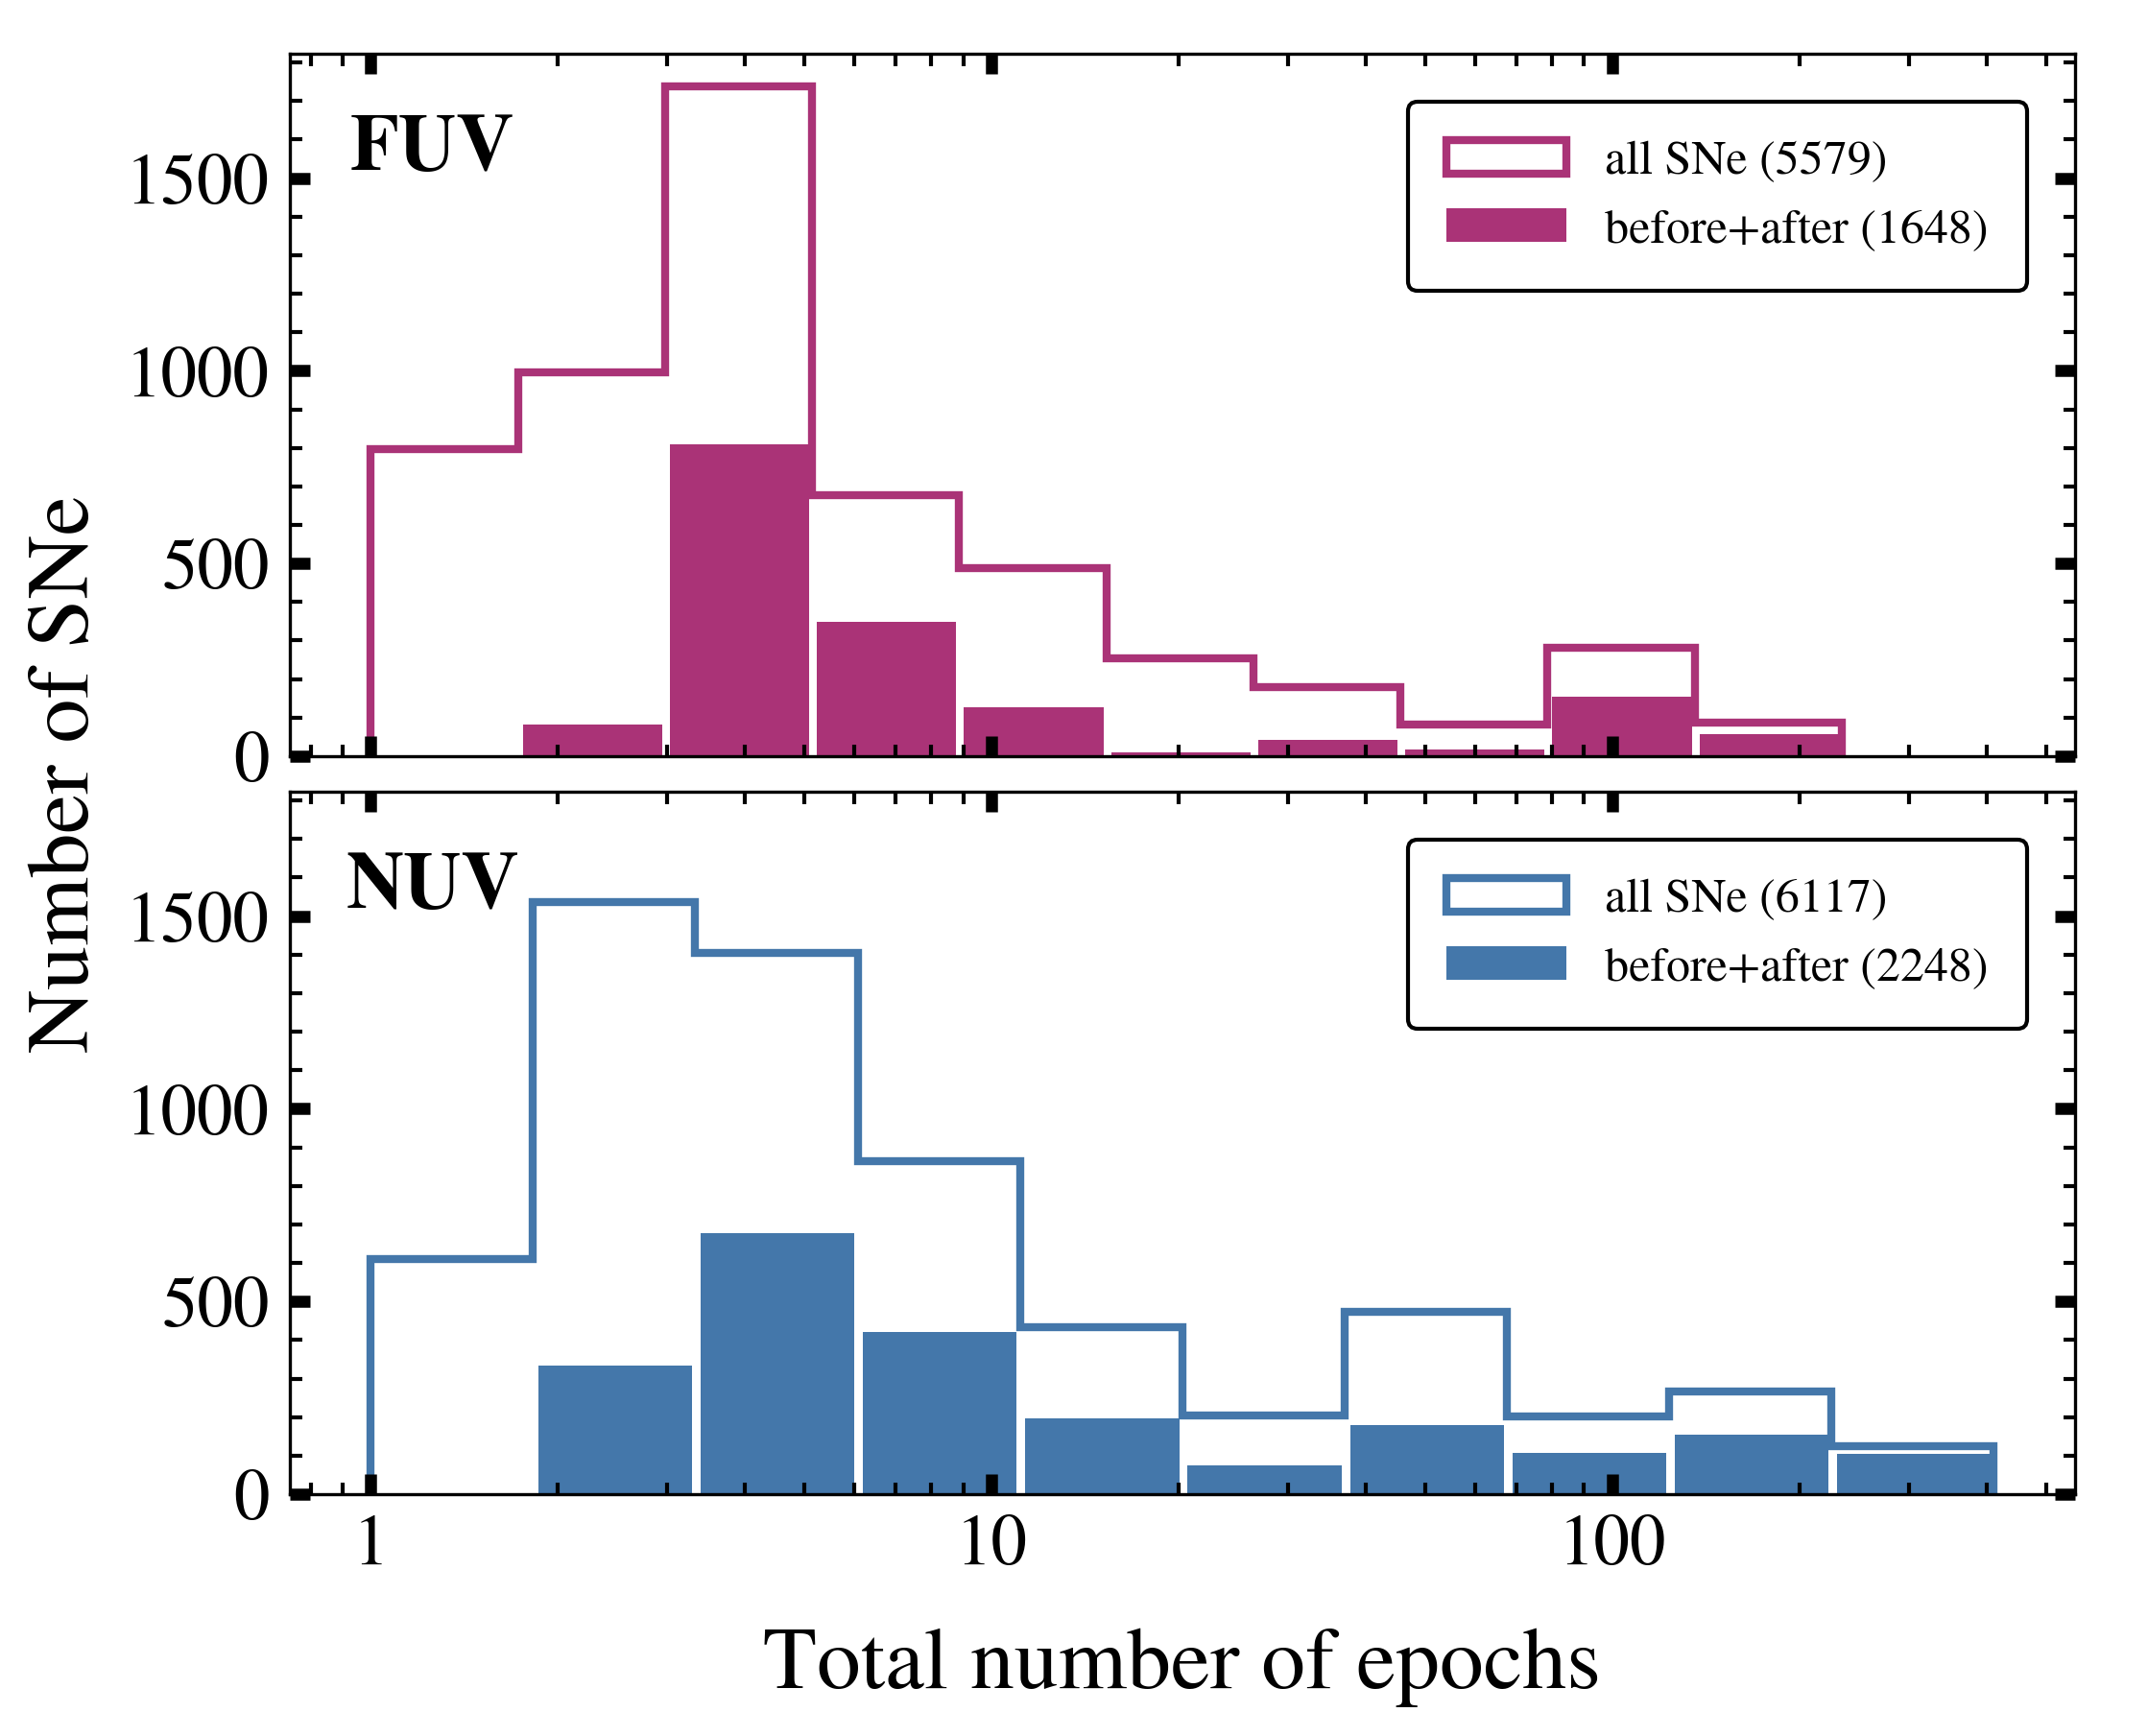 FUV
all SNe (5579)
before+after (1648)
1500
1000
500
0
Number of SNe
NUV
all SNe (6117)
before+after (2248)
1500
1000
500
0
1 10 100
Total number of epochs